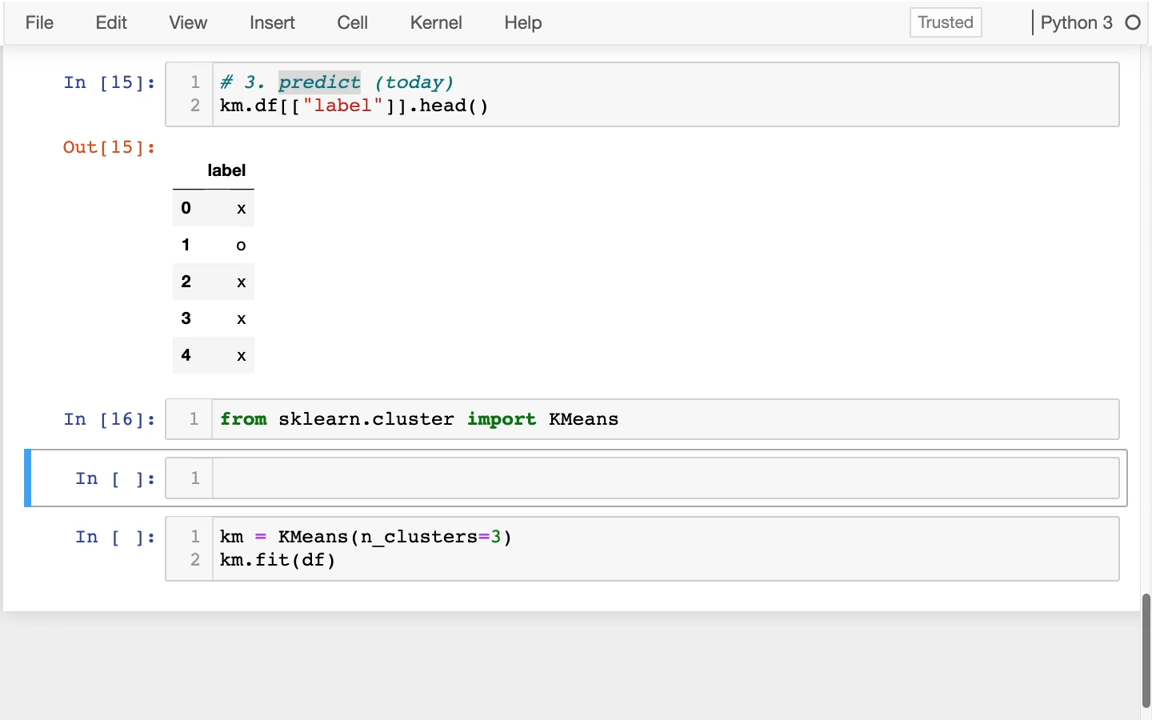 File Edit View Insert Cell Kernel Help Trusted Python 3
In [15]: 1 # 3. predict (today)
2 km.df[["label"]].head()
Out[15]:
label
0 x
1 o
2 x
3 x
4 x
In [16]: 1 from sklearn.cluster import KMeans
In [ ]: 1
In [ ]: 1 km = KMeans(n_clusters=3)
2 km.fit(df)